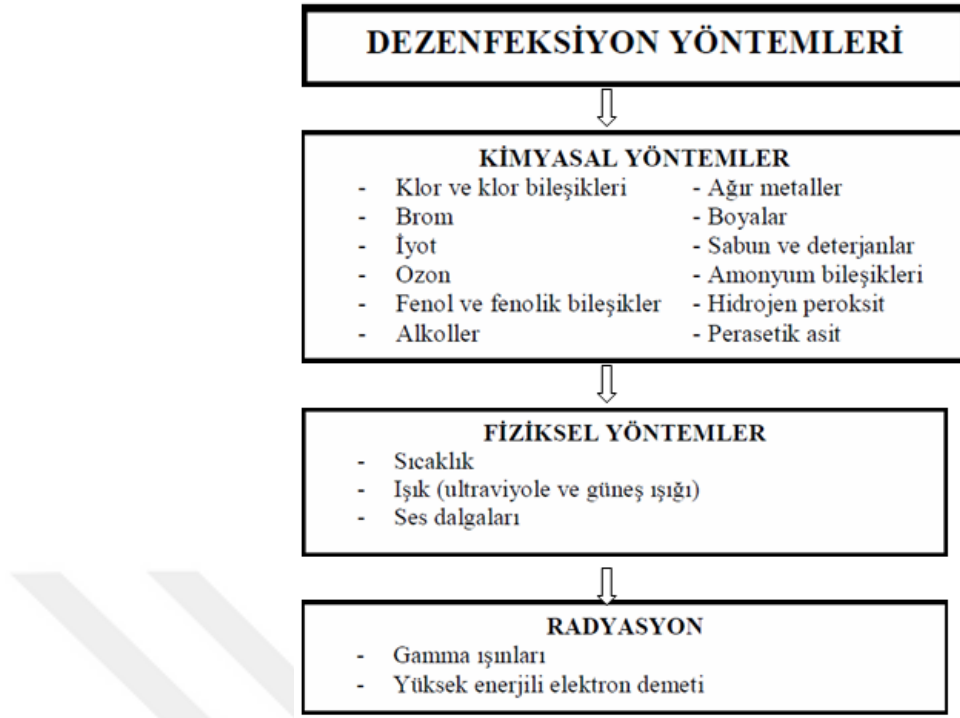 DEZENFEKSİYON YÖNTEMLERİ
KİMYASAL YÖNTEMLER
- Klor ve klor bileşikleri - Ağır metaller
- Brom - Boyalar
- İyot - Sabun ve deterjanlar
- Ozon - Amonyum bileşikleri
- Fenol ve fenolik bileşikler - Hidrojen peroksit
- Alkoller - Perasetik asit
FİZİKSEL YÖNTEMLER
- Sıcaklık
- Işık (ultraviyole ve güneş ışığı)
- Ses dalgaları
RADYASYON
- Gamma ışınları
- Yüksek enerjili elektron demeti